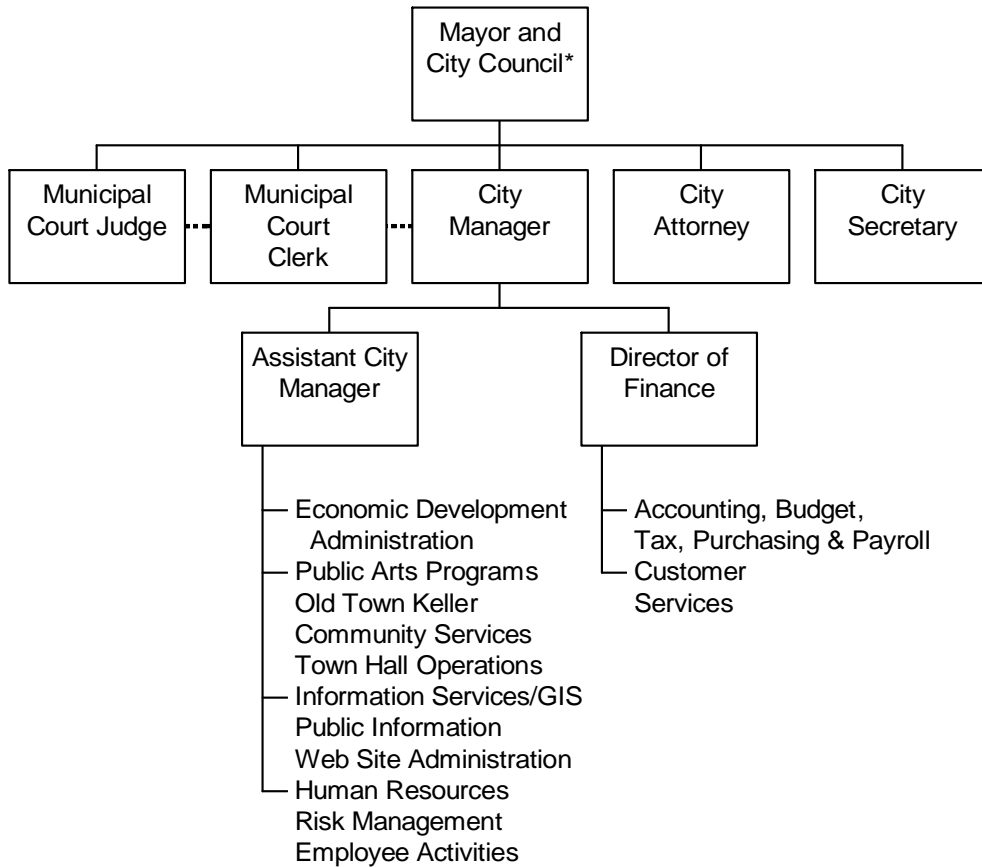 Mayor and
City Council*
Municipal
Court Judge
Municipal
Court
Clerk
City
Manager
City
Attorney
City
Secretary
Assistant City
Manager
Director of
Finance
Economic Development
Administration
Public Arts Programs
Old Town Keller
Community Services
Town Hall Operations
Information Services/GIS
Public Information
Web Site Administration
Human Resources
Risk Management
Employee Activities
Accounting, Budget,
Tax, Purchasing & Payroll
Customer
Services